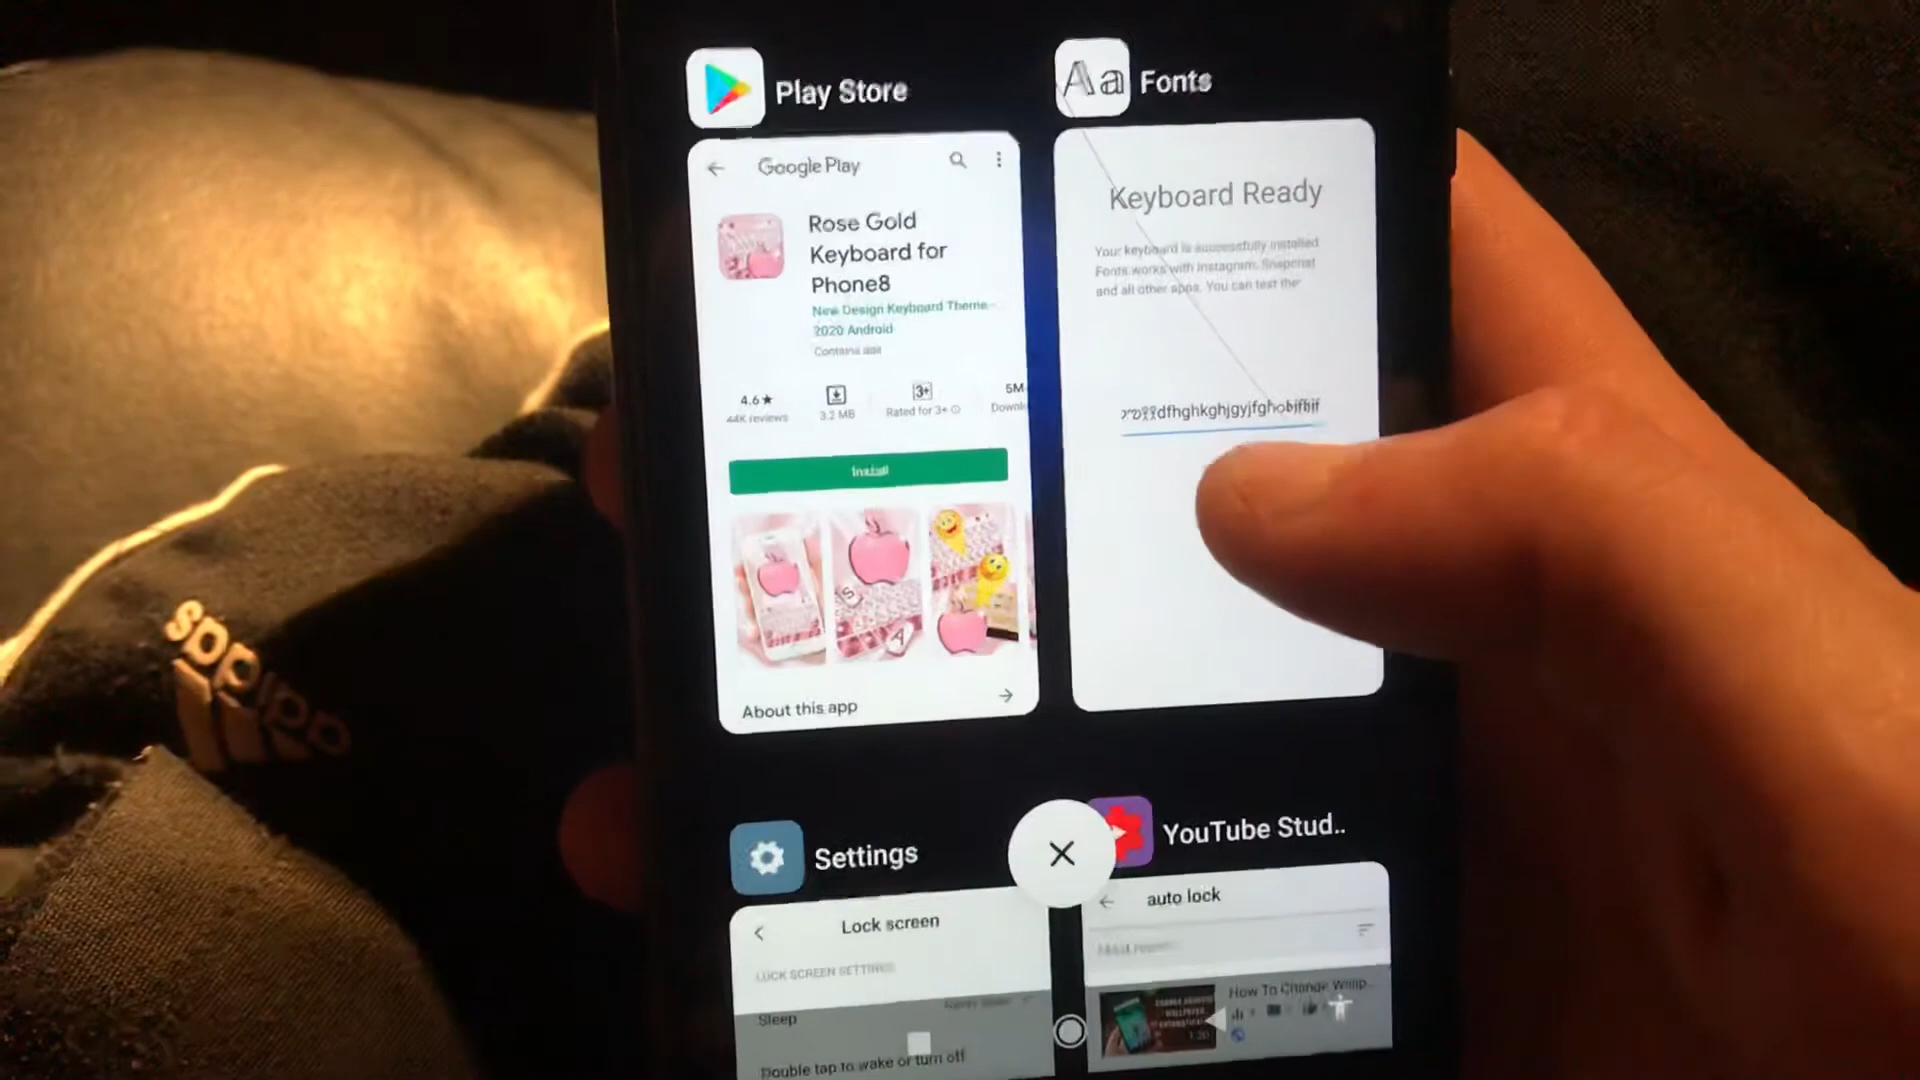 Play Store
Google Play
Rose Gold
Keyboard for
Phone8
New Design Keyboard Theme -
2020 Android
Contains ads
4.6★
44K reviews
3.2 MB
3+
Rated for 3+
5M
Install
About this app
Aa Fonts
Keyboard Ready
Your keyboard is successfully installed
Fonts works with Instagram, Snapchat
and all other apps. You can test the
dfhghkghjgyjfghobjfbjf
Settings
Lock screen
LOCK SCREEN SETTINGS
Sleep
Double tap to wake or turn off
YouTube Stud..
auto lock
How To Change Wallp...
1:20
adidas